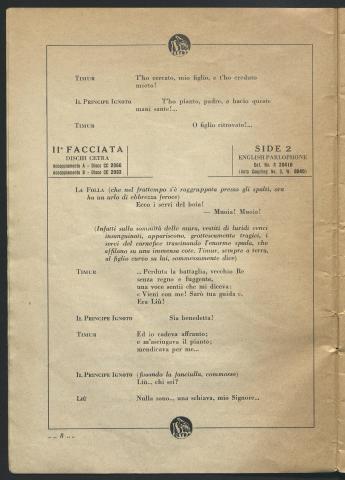 CETRA
TIMUR T'ho cercato, mio figlio, e t'ho creduto
morto!
IL PRINCIPE IGNOTO T'ho pianto, padre, e bacio queste
mani sante!...
TIMUR O figlio ritrovato!...
IIª FACCIATA
DISCHI CETRA
Accoppiamento A - Disco CC 2066
Accoppiamento B - Disco CC 2083
SIDE 2
ENGLISH PARLOPHONE
Cat. No. R 20410
(Auto Coupling No. S. W. 8040)
LA FOLLA (che nel frattempo s'è raggruppata presso gli spalti, ora
ha un urlo di ebbrezza feroce)
Ecco i servi del boia!
— Muoia! Muoia!
(Infatti sulla sommità delle mura, vestiti di luridi cenci
insanguinati, appariscono, grottescamente tragici, i
servi del carnefice trascinando l'enorme spada, che
affilano su una immensa cote. Timur, sempre a terra,
al figlio curvo su lui, sommessamente dice)
TIMUR ...Perduta la battaglia, vecchio Re
senza regno e fuggente,
una voce sentii che mi diceva:
« Vieni con me! Sarò tua guida ».
Era Liù!
IL PRINCIPE IGNOTO Sia benedetta!
TIMUR Ed io cadevo affranto;
e m'asciugava il pianto;
mendicava per me...
IL PRINCIPE IGNOTO (fissando la fanciulla, commosso)
Liù... chi sei?
LIÙ Nulla sono... una schiava, mio Signore...
CETRA
-- 8 --